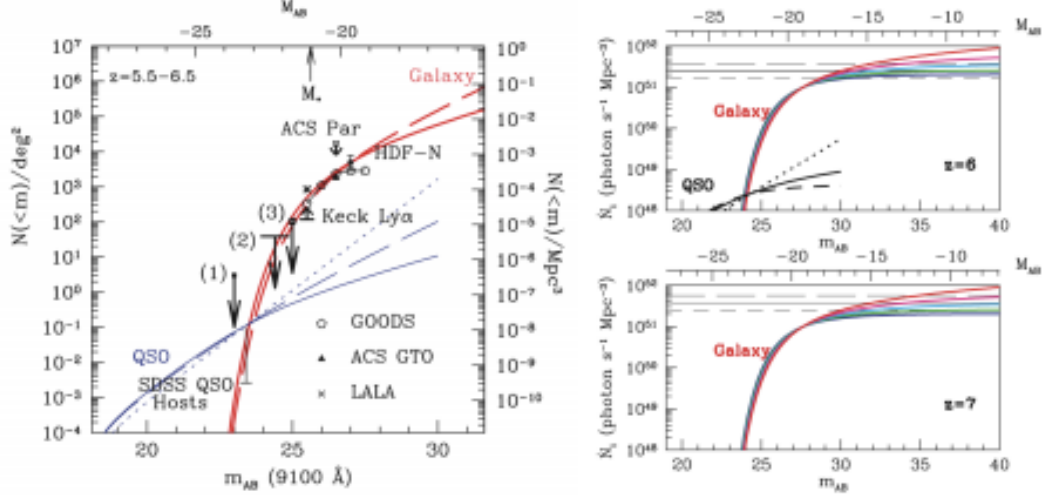 M_AB
-25
-20
10^7
10^6
10^5
10^4
10^3
10^2
10^1
10^0
10^-1
10^-2
10^-3
10^-4
N(<m)/deg^2
z=5.5-6.5
Galaxy
M_*
ACS Par
HDF-N
(3)
Keck Lyα
(2)
(1)
QSO
SDSS QSO
Hosts
GOODS
ACS GTO
LALA
10^0
10^-1
10^-2
10^-3
10^-4
10^-5
10^-6
10^-7
10^-8
10^-9
10^-10
N(<m)/Mpc^3
20
25
30
m_AB (9100 Å)
-25
-20
-15
-10
M_AB
10^52
10^51
10^50
10^49
10^48
(photon s^-1 Mpc^-3)
Galaxy
QSO
z=6
20
25
30
35
40
m_AB
-25
-20
-15
-10
M_AB
10^52
10^51
10^50
10^49
10^48
(photon s^-1 Mpc^-3)
Galaxy
z=7
20
25
30
35
40
m_AB